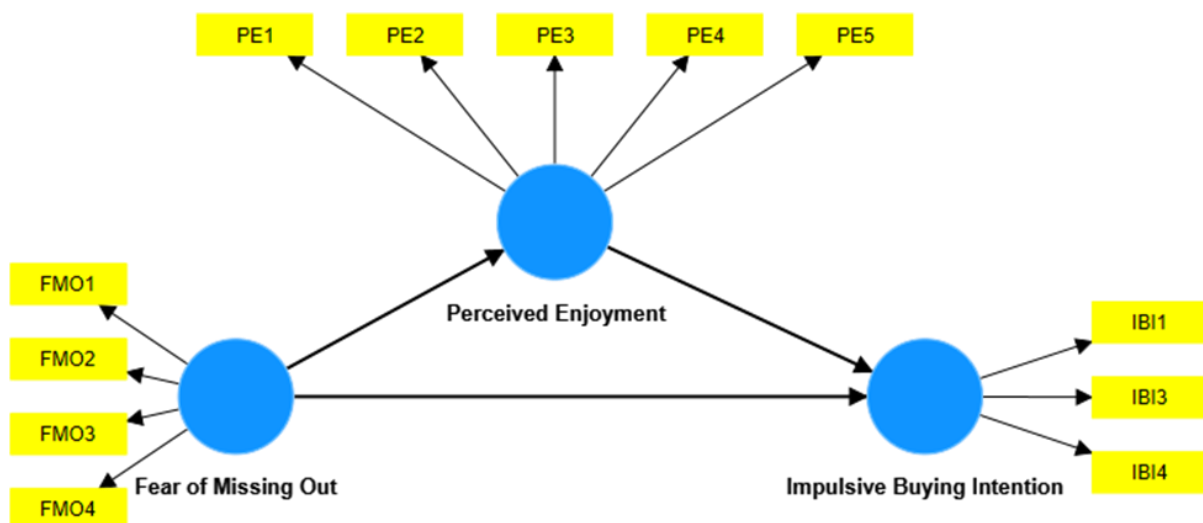 PE1
PE2
PE3
PE4
PE5
Perceived Enjoyment
FMO1
FMO2
FMO3
FMO4
Fear of Missing Out
IBI1
IBI3
IBI4
Impulsive Buying Intention